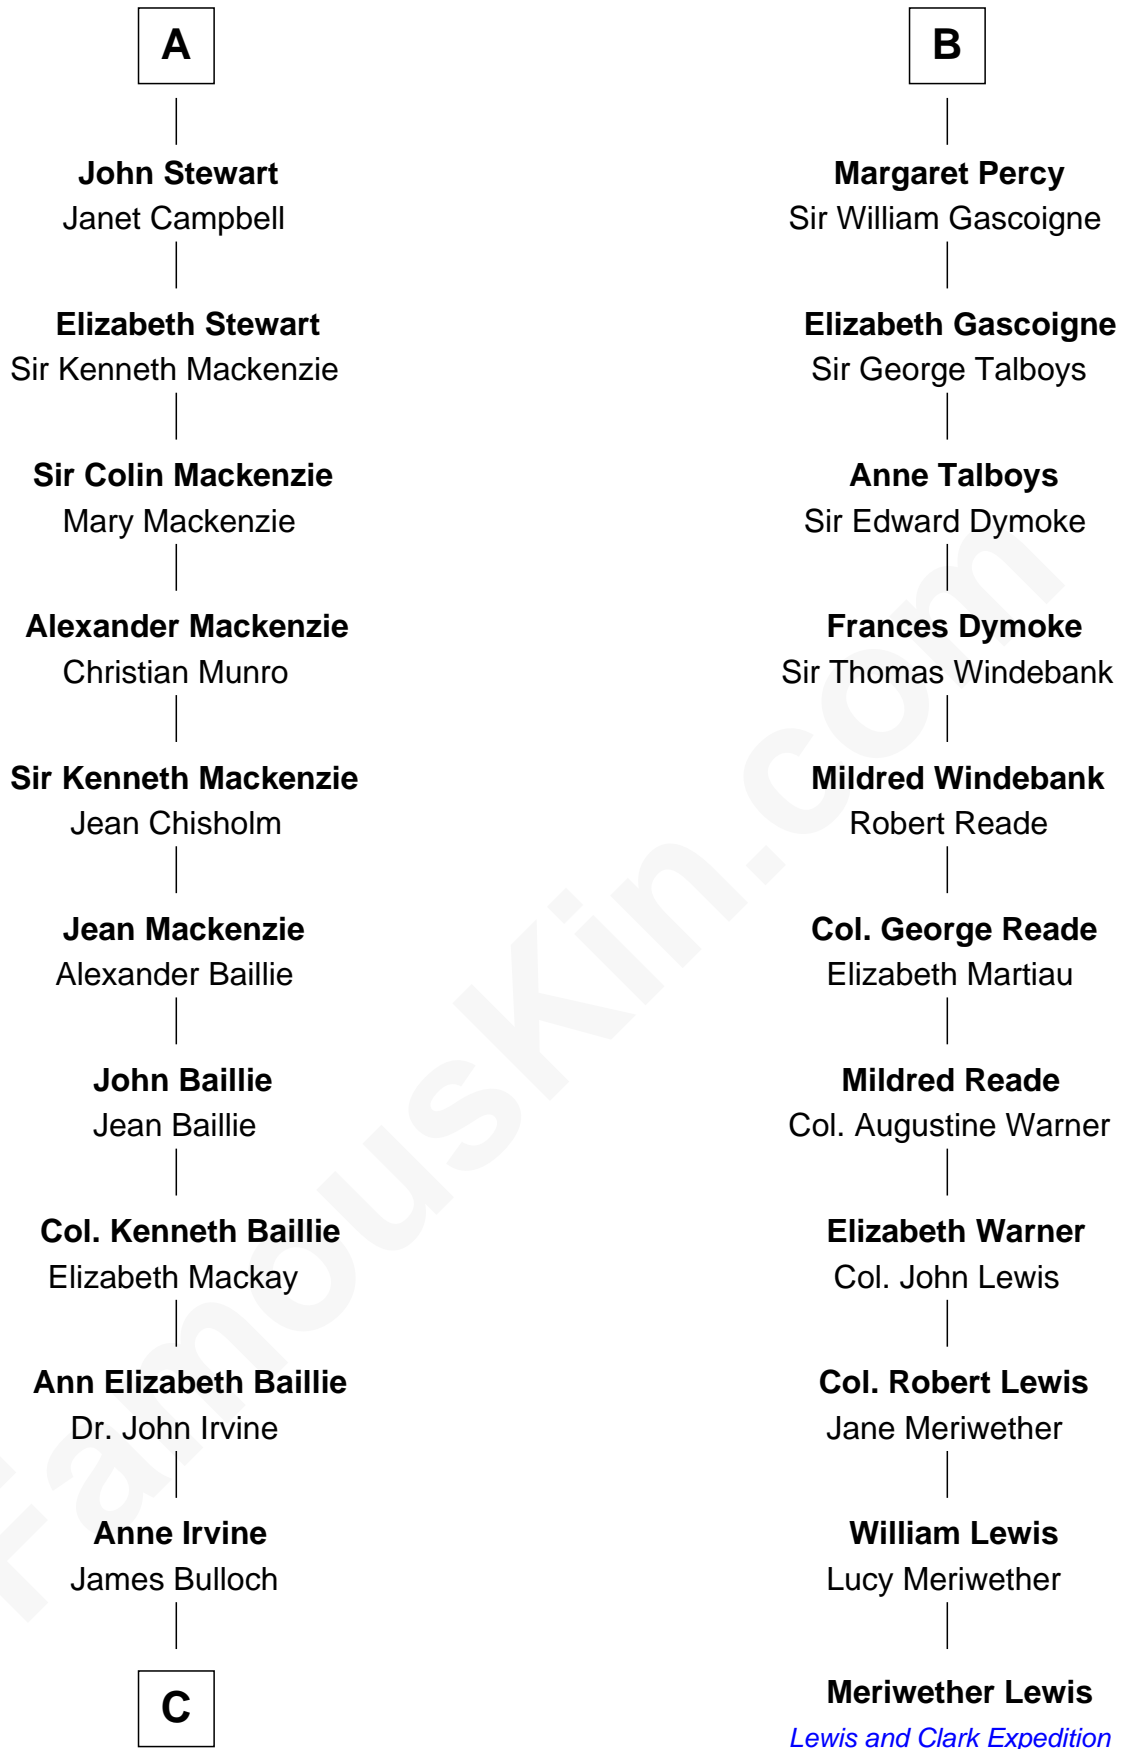 A
John Stewart
Janet Campbell
Elizabeth Stewart
Sir Kenneth Mackenzie
Sir Colin Mackenzie
Mary Mackenzie
Alexander Mackenzie
Christian Munro
Sir Kenneth Mackenzie
Jean Chisholm
Jean Mackenzie
Alexander Baillie
John Baillie
Jean Baillie
Col. Kenneth Baillie
Elizabeth Mackay
Ann Elizabeth Baillie
Dr. John Irvine
Anne Irvine
James Bulloch
C
B
Margaret Percy
Sir William Gascoigne
Elizabeth Gascoigne
Sir George Talboys
Anne Talboys
Sir Edward Dymoke
Frances Dymoke
Sir Thomas Windebank
Mildred Windebank
Robert Reade
Col. George Reade
Elizabeth Martiau
Mildred Reade
Col. Augustine Warner
Elizabeth Warner
Col. John Lewis
Col. Robert Lewis
Jane Meriwether
William Lewis
Lucy Meriwether
Meriwether Lewis
Lewis and Clark Expedition
FamousKin.com